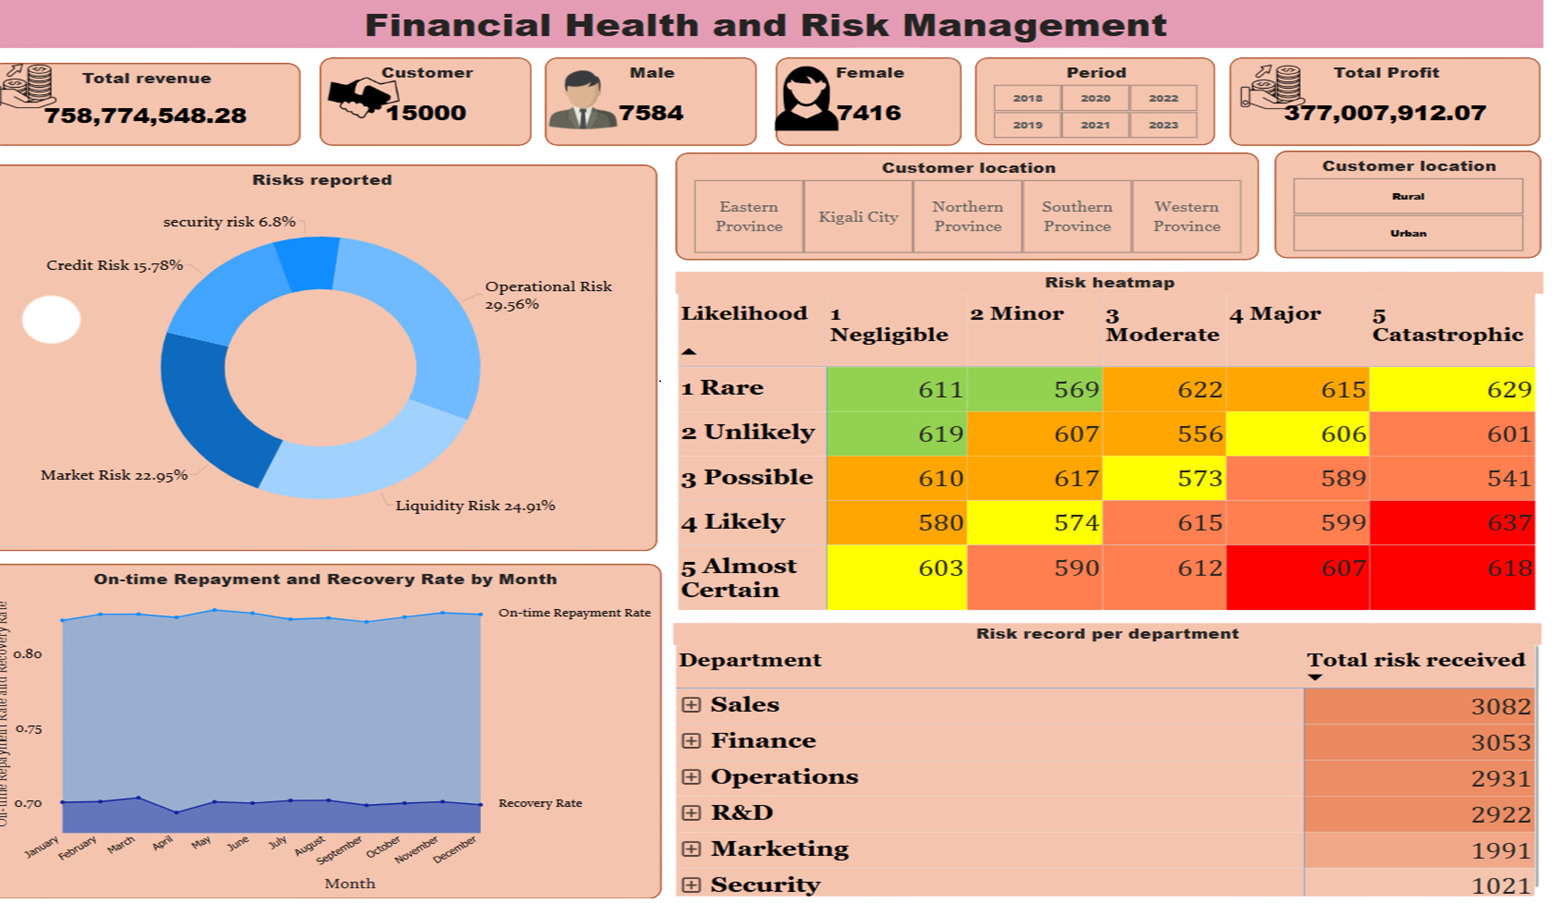 Financial Health and Risk Management
Total revenue
758,774,548.28
Customer
15000
Male
7584
Female
7416
Period
2018 2020 2022
2019 2021 2023
Total Profit
377,007,912.07
Risks reported
security risk 6.8%
Credit Risk 15.78%
Operational Risk
29.56%
Market Risk 22.95%
Liquidity Risk 24.91%
Customer location
Eastern
Province
Kigali City
Northern
Province
Southern
Province
Western
Province
Customer location
Rural
Urban
Risk heatmap
Likelihood 1 Negligible 2 Minor 3 Moderate 4 Major 5 Catastrophic
1 Rare 611 569 622 615 629
2 Unlikely 619 607 556 606 601
3 Possible 610 617 573 589 541
4 Likely 580 574 615 599 637
5 Almost Certain 603 590 612 607 618
On-time Repayment and Recovery Rate by Month
On-time Repayment Rate and Recovery Rate
0.80
0.75
0.70
On-time Repayment Rate
Recovery Rate
January February March April May June July August September October November December
Month
Risk record per department
Department Total risk received
Sales 3082
Finance 3053
Operations 2931
R&D 2922
Marketing 1991
Security 1021